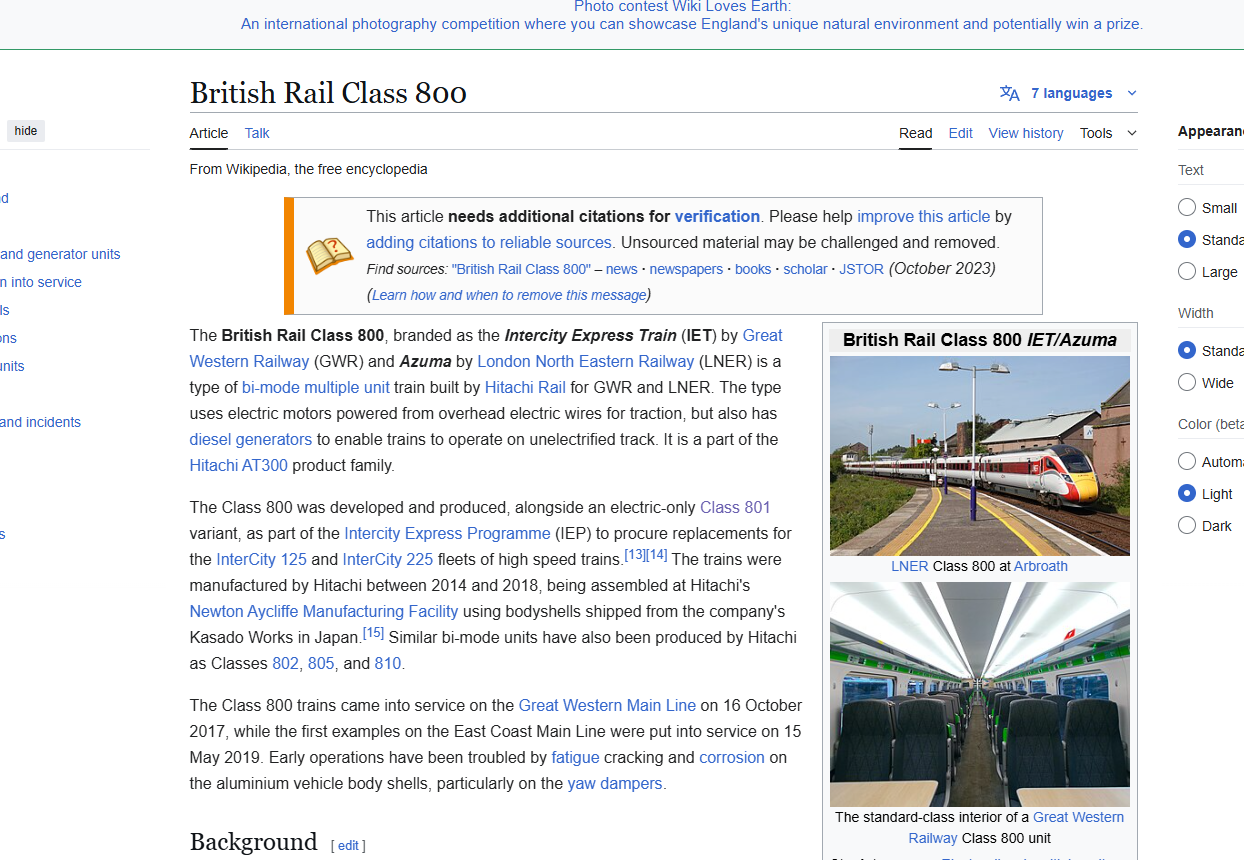 Photo contest Wiki Loves Earth:
An international photography competition where you can showcase England's unique natural environment and potentially win a prize.
British Rail Class 800
7 languages
hide
Article Talk
Read Edit View history Tools
From Wikipedia, the free encyclopedia
and generator units
into service
units
and incidents
This article needs additional citations for verification. Please help improve this article by
adding citations to reliable sources. Unsourced material may be challenged and removed.
Find sources: "British Rail Class 800" – news · newspapers · books · scholar · JSTOR (October 2023)
(Learn how and when to remove this message)
The British Rail Class 800, branded as the Intercity Express Train (IET) by Great
Western Railway (GWR) and Azuma by London North Eastern Railway (LNER) is a
type of bi-mode multiple unit train built by Hitachi Rail for GWR and LNER. The type
uses electric motors powered from overhead electric wires for traction, but also has
diesel generators to enable trains to operate on unelectrified track. It is a part of the
Hitachi AT300 product family.
The Class 800 was developed and produced, alongside an electric-only Class 801
variant, as part of the Intercity Express Programme (IEP) to procure replacements for
the InterCity 125 and InterCity 225 fleets of high speed trains.[13][14] The trains were
manufactured by Hitachi between 2014 and 2018, being assembled at Hitachi's
Newton Aycliffe Manufacturing Facility using bodyshells shipped from the company's
Kasado Works in Japan.[15] Similar bi-mode units have also been produced by Hitachi
as Classes 802, 805, and 810.
The Class 800 trains came into service on the Great Western Main Line on 16 October
2017, while the first examples on the East Coast Main Line were put into service on 15
May 2019. Early operations have been troubled by fatigue cracking and corrosion on
the aluminium vehicle body shells, particularly on the yaw dampers.
Background [ edit ]
British Rail Class 800 IET/Azuma
LNER Class 800 at Arbroath
The standard-class interior of a Great Western
Railway Class 800 unit
Appearan
Text
Small
Standa
Large
Width
Standa
Wide
Color (beta
Automa
Light
Dark